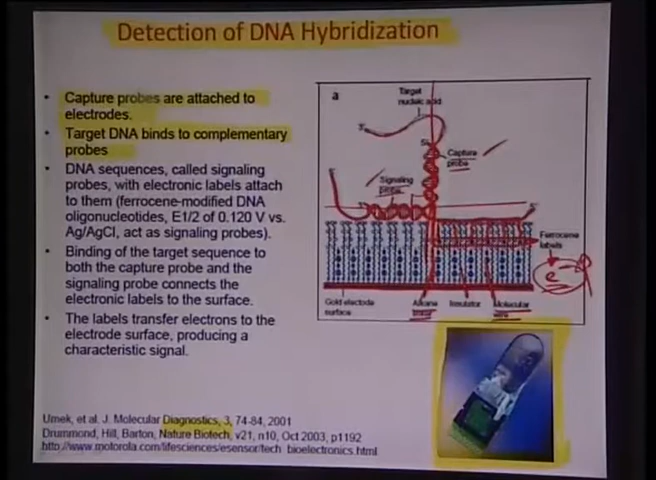 Detection of DNA Hybridization
• Capture probes are attached to
electrodes.
• Target DNA binds to complementary
probes
• DNA sequences, called signaling
probes, with electronic labels attach
to them (ferrocene-modified DNA
oligonucleotides, E1/2 of 0.120 V vs.
Ag/AgCl, act as signaling probes).
• Binding of the target sequence to
both the capture probe and the
signaling probe connects the
electronic labels to the surface.
• The labels transfer electrons to the
electrode surface, producing a
characteristic signal.
a
Target
nucleic acid
Capture
probe
Signaling
probe
Ferrocene
labels
e
Gold electode
surface
Alkane
Insulator
Molecular
wire
Umek, et al. J. Molecular Diagnostics, 3, 74-84, 2001
Drummond, Hill, Barton, Nature Biotech, v21, n10, Oct 2003, p1192
http://www.motorola.com/lifesciences/esensor/tech_bioelectronics.html